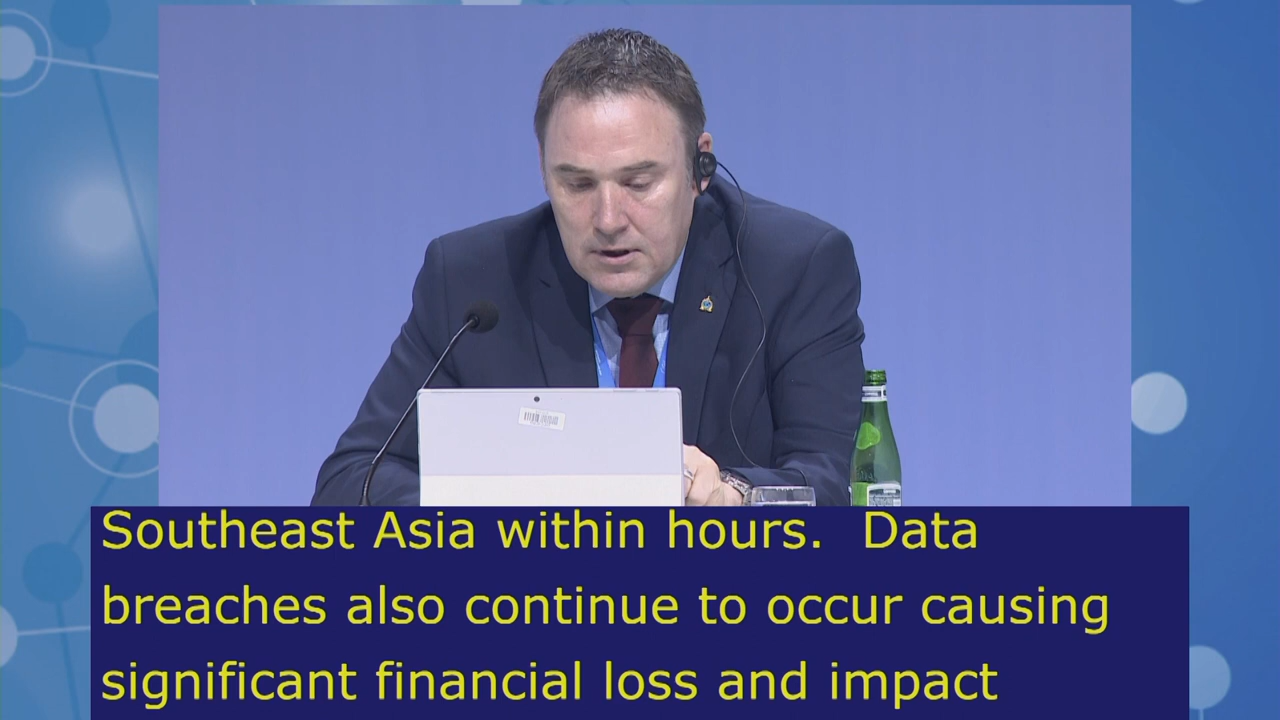 Southeast Asia within hours.  Data
breaches also continue to occur causing
significant financial loss and impact